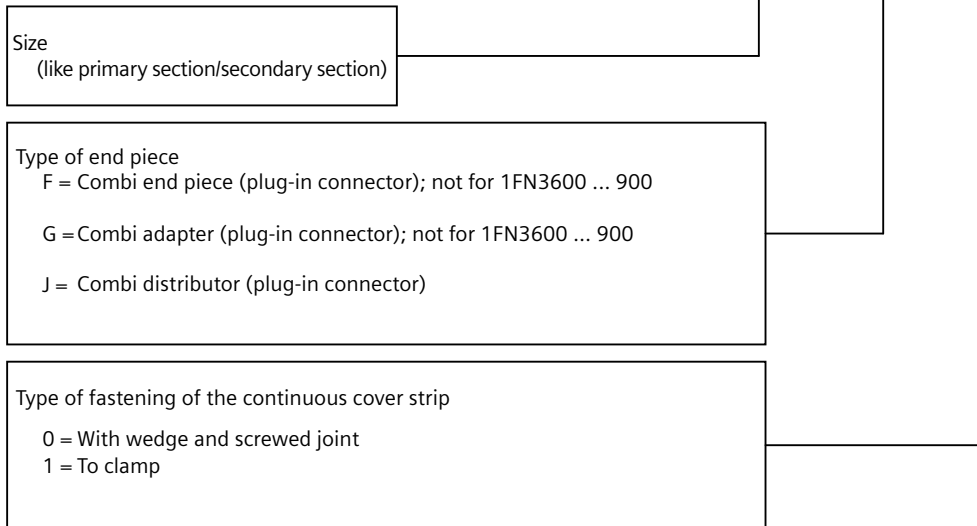 Size
(like primary section/secondary section)
Type of end piece
F = Combi end piece (plug-in connector); not for 1FN3600 ... 900
G = Combi adapter (plug-in connector); not for 1FN3600 ... 900
J = Combi distributor (plug-in connector)
Type of fastening of the continuous cover strip
0 = With wedge and screwed joint
1 = To clamp